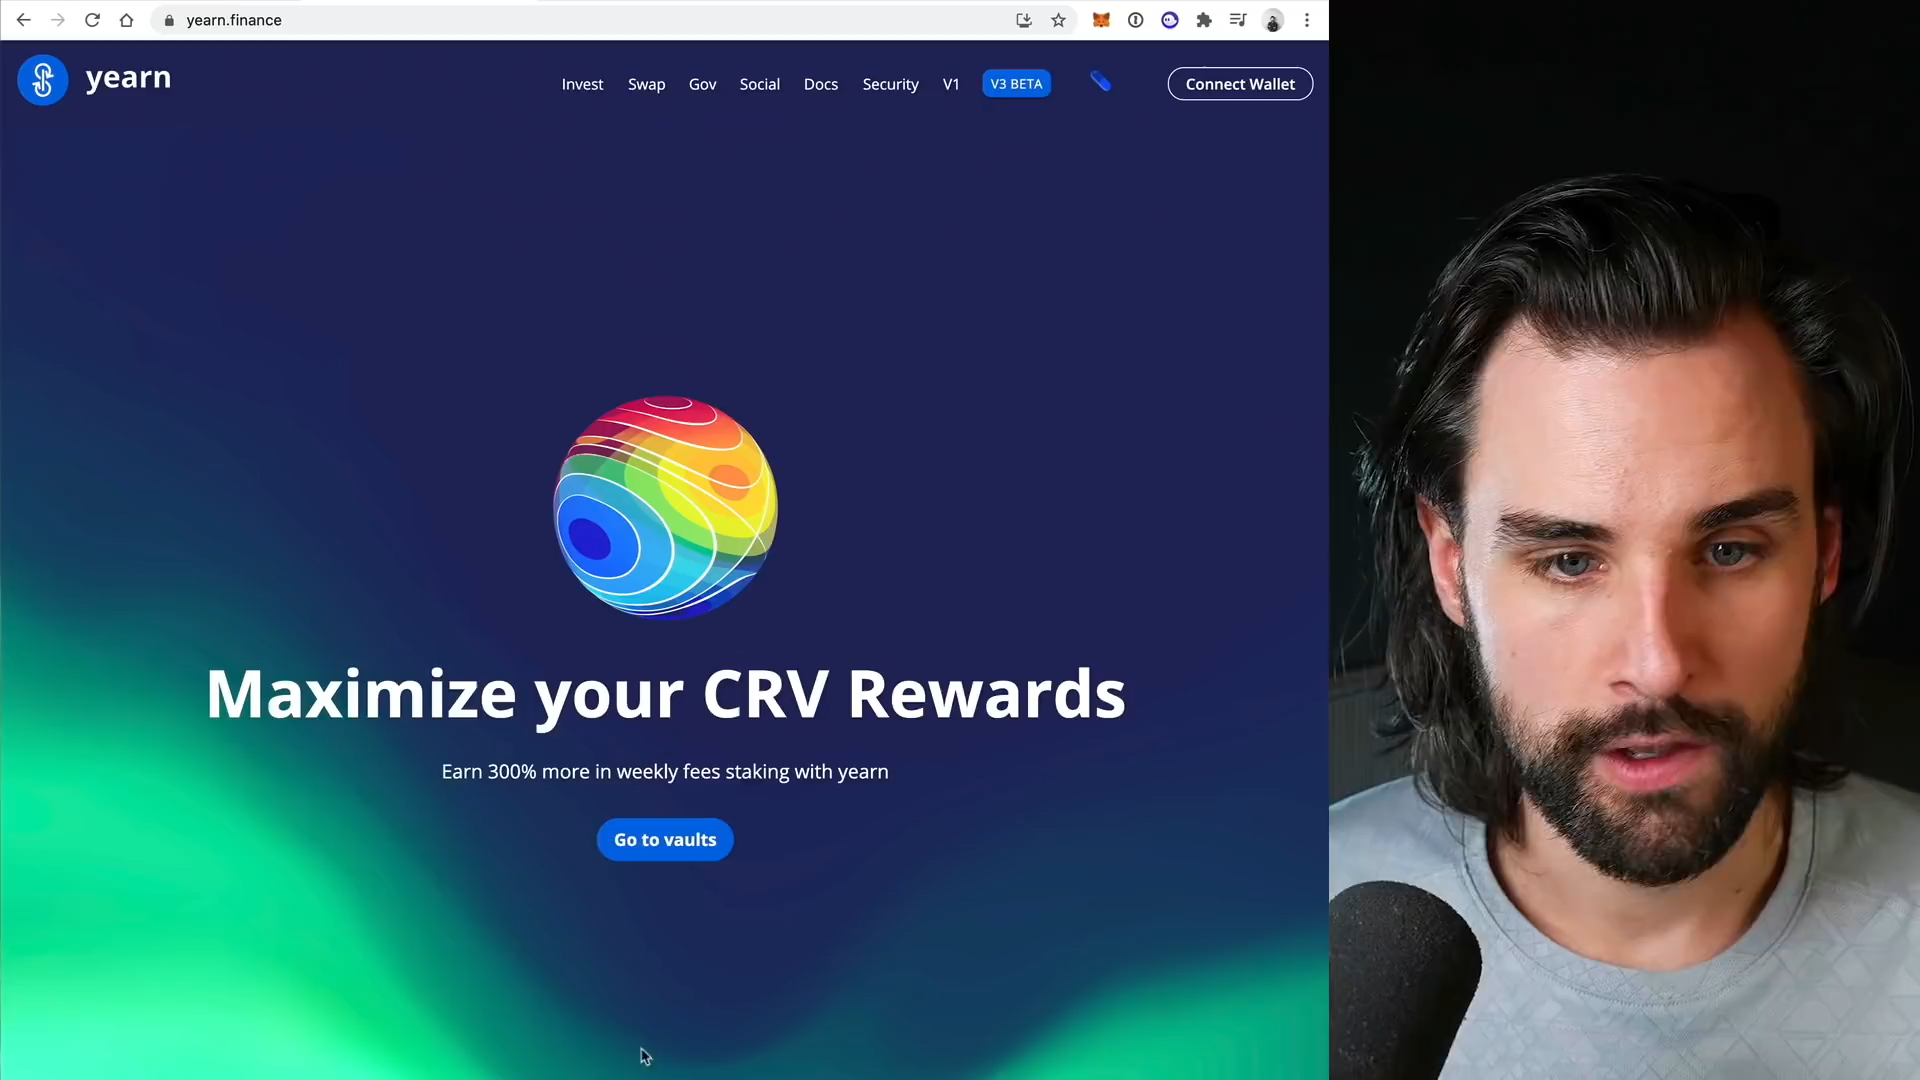 yearn.finance
yearn
Invest Swap Gov Social Docs Security V1 V3 BETA Connect Wallet
Maximize your CRV Rewards
Earn 300% more in weekly fees staking with yearn
Go to vaults